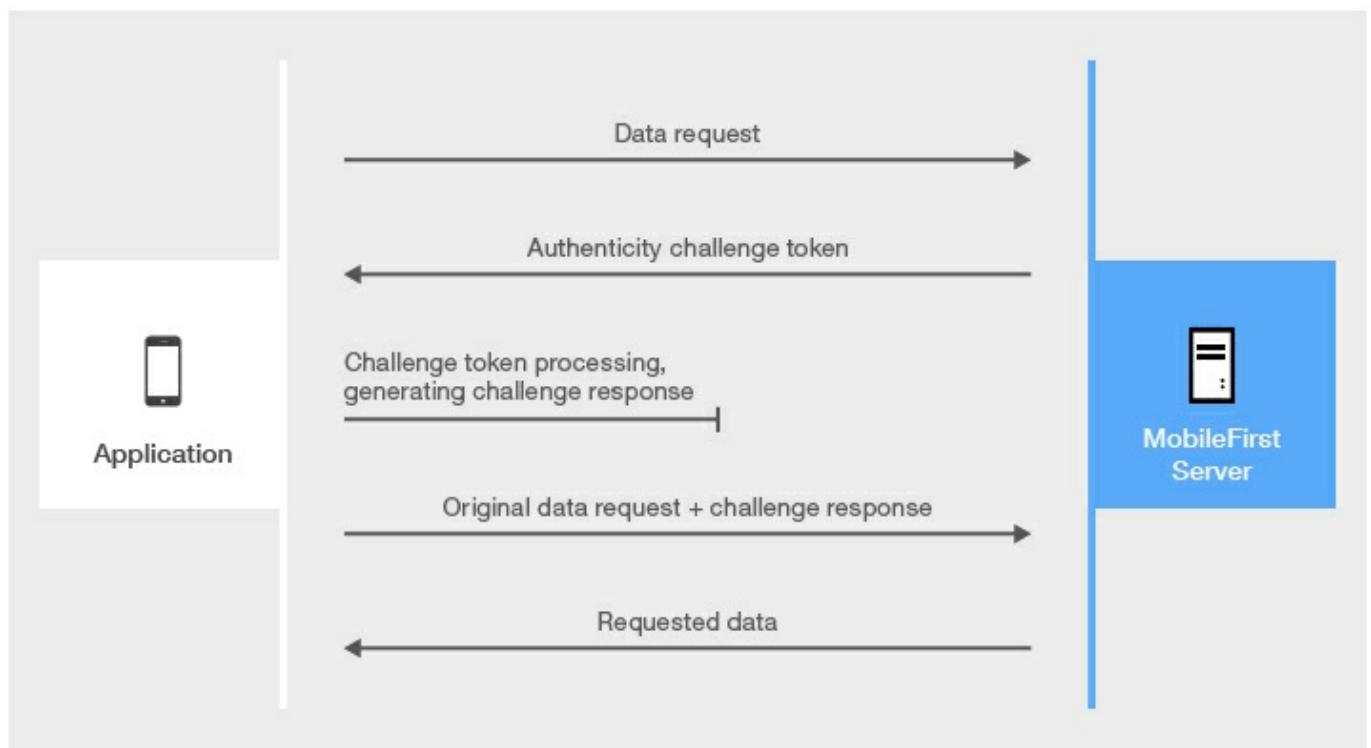 Data request
Authenticity challenge token
Challenge token processing,
generating challenge response
Application
MobileFirst
Server
Original data request + challenge response
Requested data